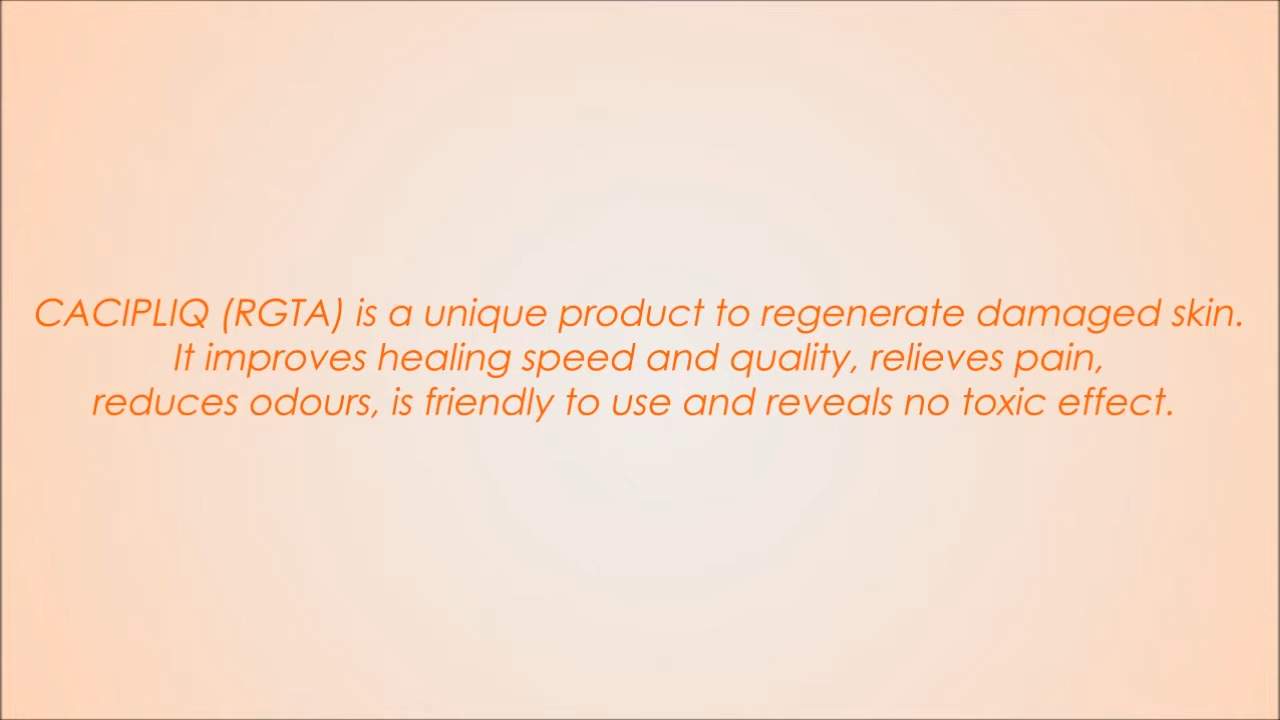 CACIPLIQ (RGTA) is a unique product to regenerate damaged skin.
It improves healing speed and quality, relieves pain,
reduces odours, is friendly to use and reveals no toxic effect.